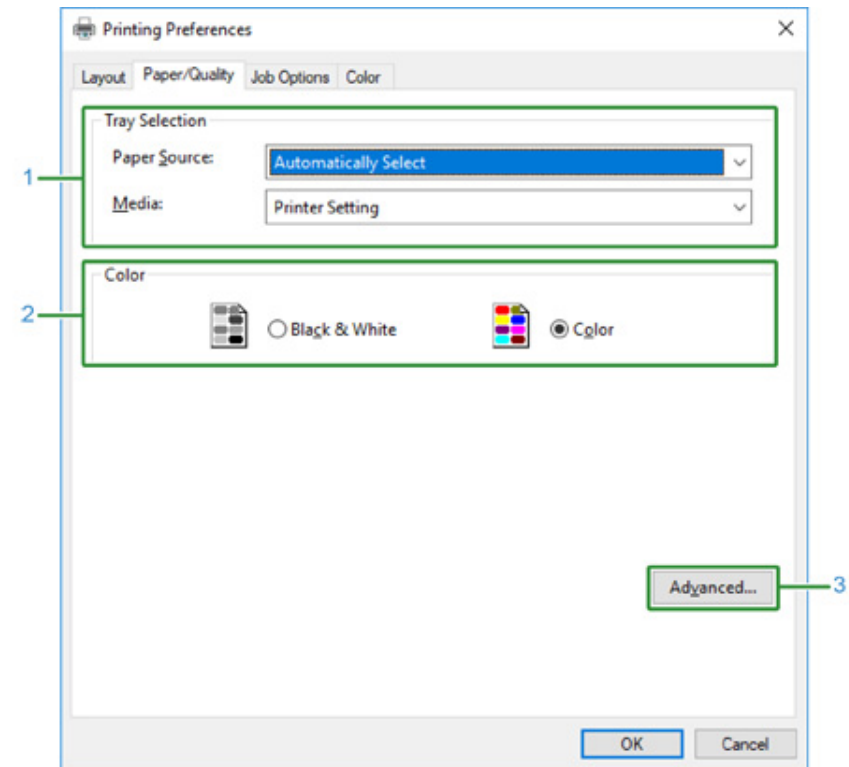 Printing Preferences
Layout Paper/Quality Job Options Color
Tray Selection
Paper Source: Automatically Select
1
Media: Printer Setting
Color
2
Black & White Color
Advanced... 3
OK Cancel